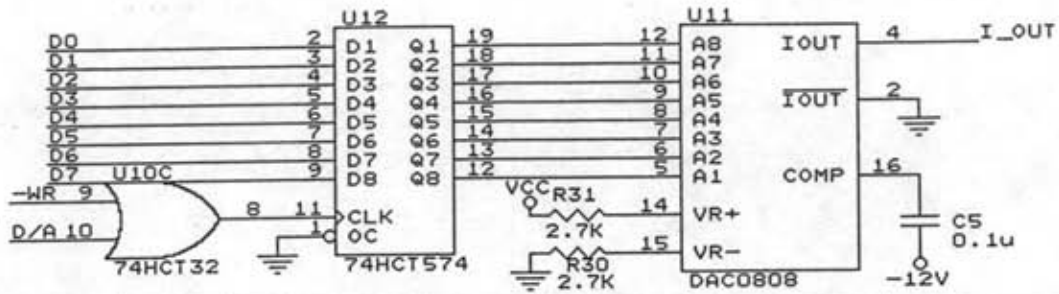 U12
U11
D0 2 D1 Q1 19 12 A8 IOUT 4 I_OUT
D1 3 D2 Q2 18 11 A7
D2 4 D3 Q3 17 10 A6
D3 5 D4 Q4 16 9 A5 IOUT 2
D4 6 D5 Q5 15 8 A4
D5 7 D6 Q6 14 7 A3
D6 8 D7 Q7 13 6 A2
D7 9 D8 Q8 12 5 A1 COMP 16
U10C
-WR 9
8 11 CLK
VCC R31
2.7K
14 VR+
C5
0.1u
D/A 10
1 OC
15 VR-
R30
2.7K
74HCT32
74HCT574
DAC0808
-12V